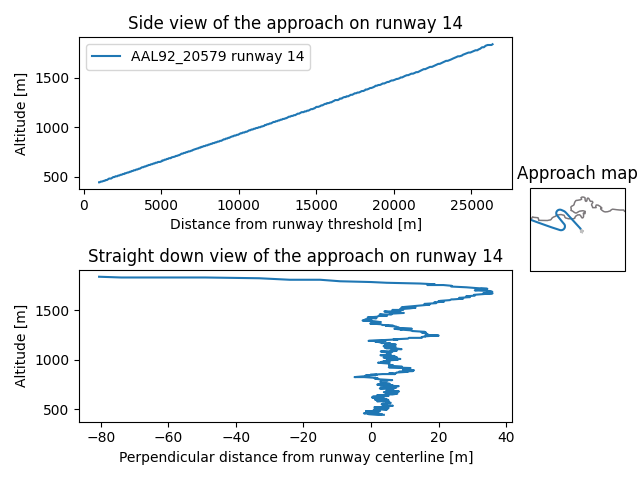 Side view of the approach on runway 14
AAL92_20579 runway 14
Altitude [m]
1500
1000
500
0
5000
10000
15000
20000
25000
Distance from runway threshold [m]
Approach map
Straight down view of the approach on runway 14
Altitude [m]
1500
1000
500
−80
−60
−40
−20
0
20
40
Perpendicular distance from runway centerline [m]